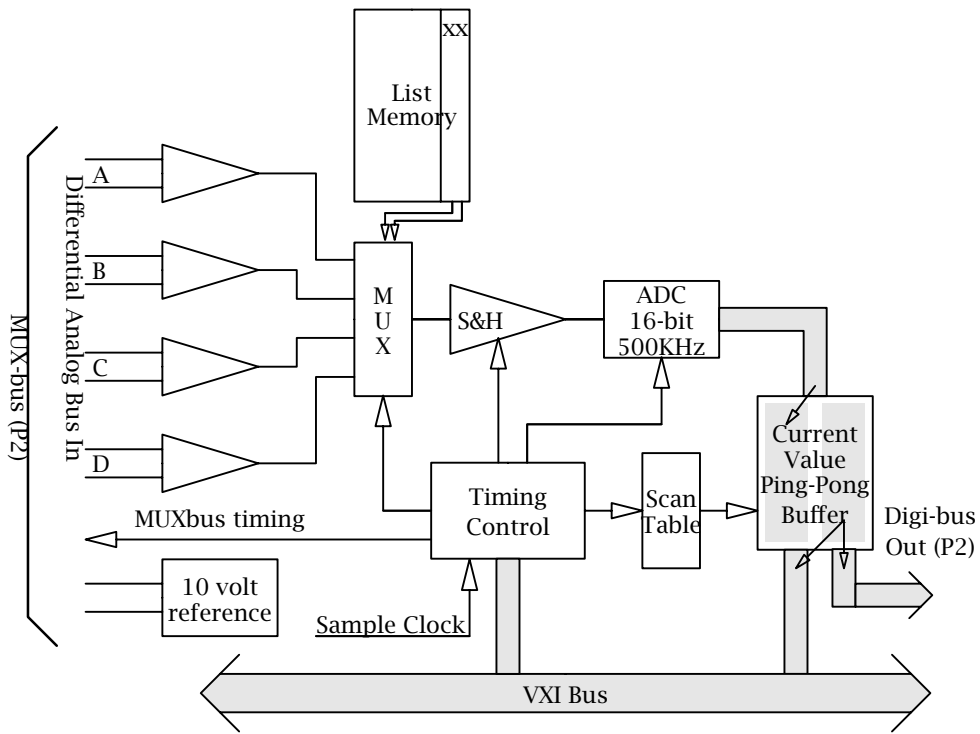 xx
List
Memory
MUX-bus (P2)
Differential Analog Bus In
A
B
C
D
M
U
X
S&H
ADC
16-bit
500KHz
Current
Value
Ping-Pong
Buffer
Timing
Control
Scan
Table
Digi-bus
Out (P2)
MUXbus timing
10 volt
reference
Sample Clock
VXI Bus